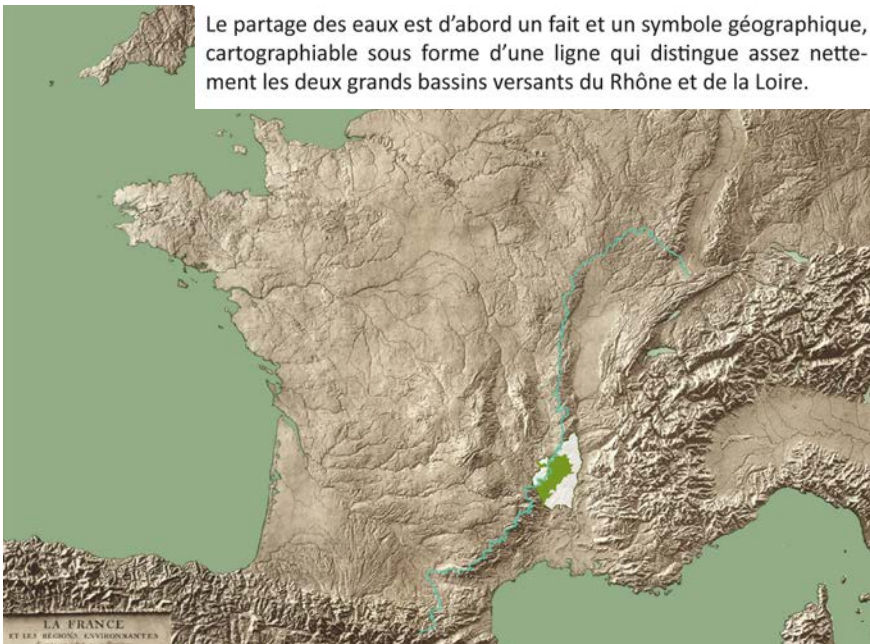 Le partage des eaux est d’abord un fait et un symbole géographique,
cartographiable sous forme d’une ligne qui distingue assez nette-
ment les deux grands bassins versants du Rhône et de la Loire.
LA FRANCE
ET LES RÉGIONS ENVIRONNANTES